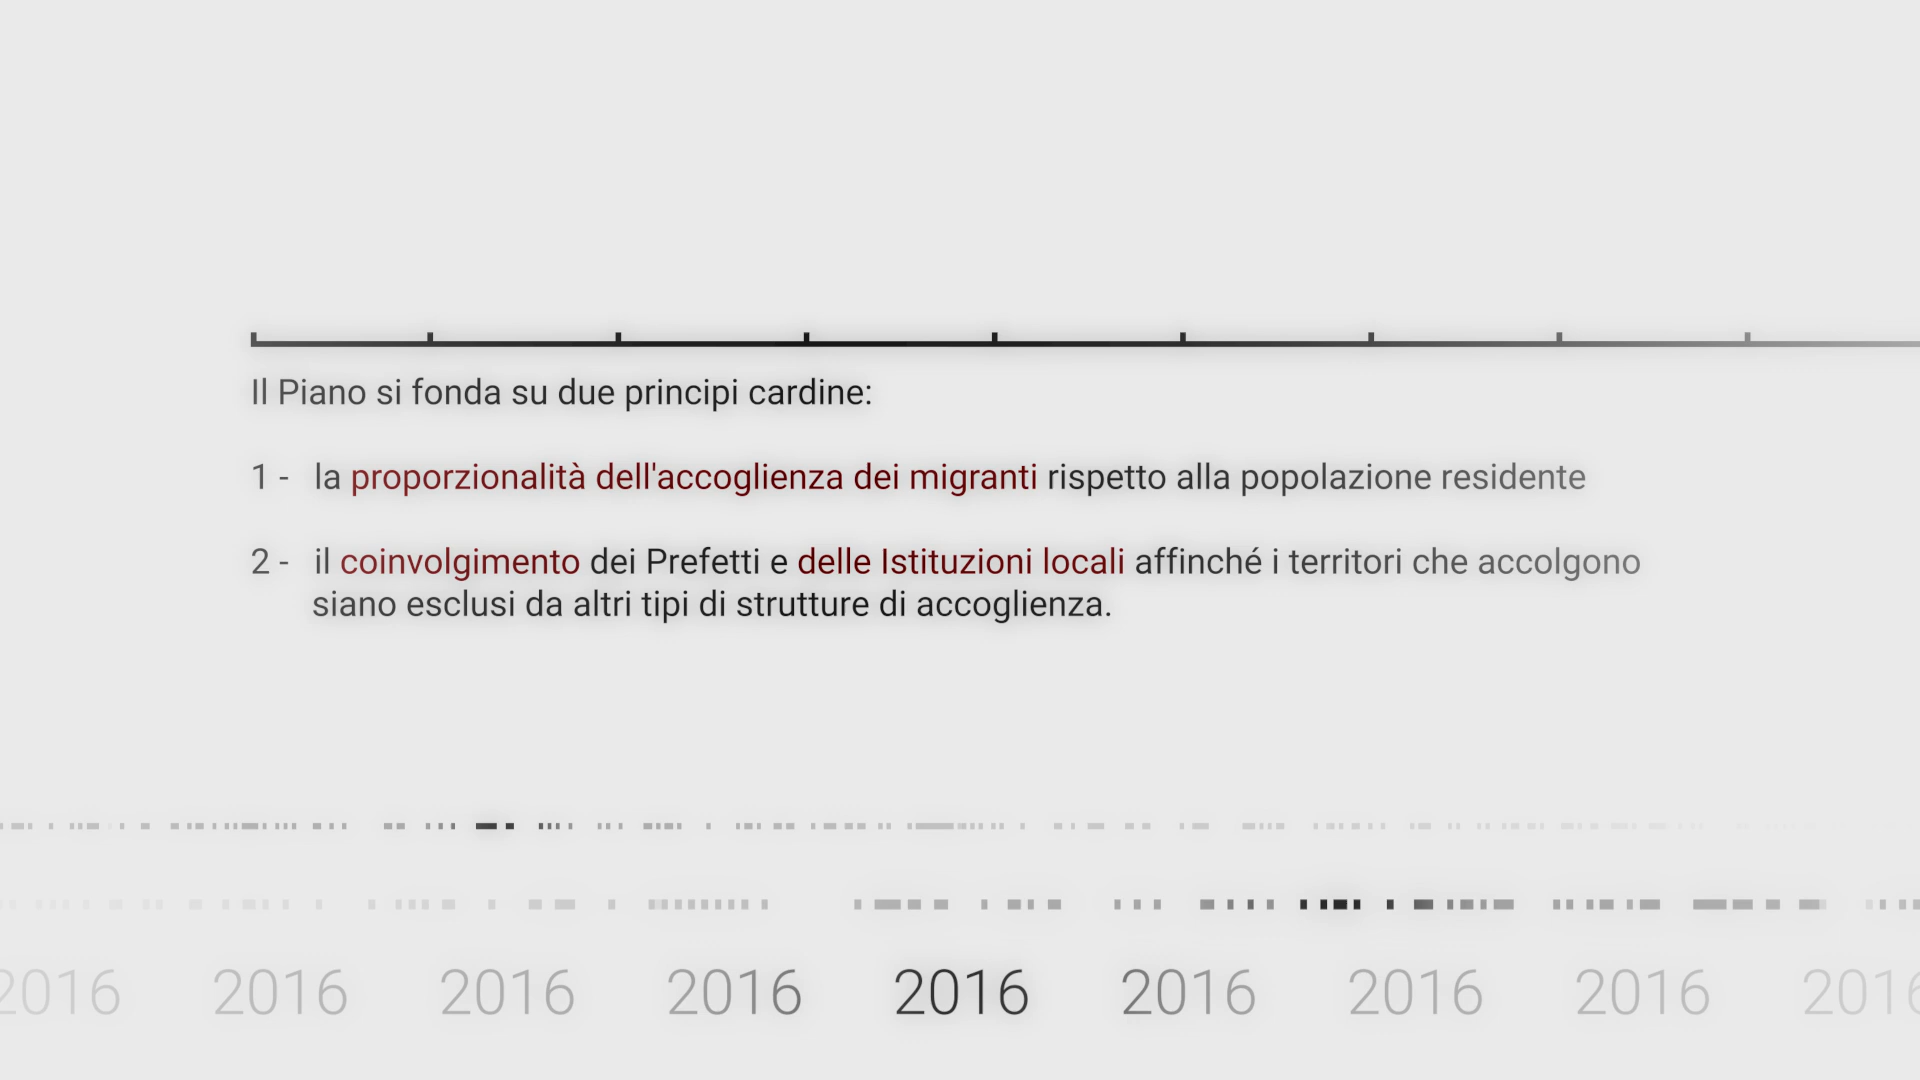 Il Piano si fonda su due principi cardine:
1 - la proporzionalità dell'accoglienza dei migranti rispetto alla popolazione residente
2 - il coinvolgimento dei Prefetti e delle Istituzioni locali affinché i territori che accolgono
siano esclusi da altri tipi di strutture di accoglienza.
2016 2016 2016 2016 2016 2016 2016 2016 2016